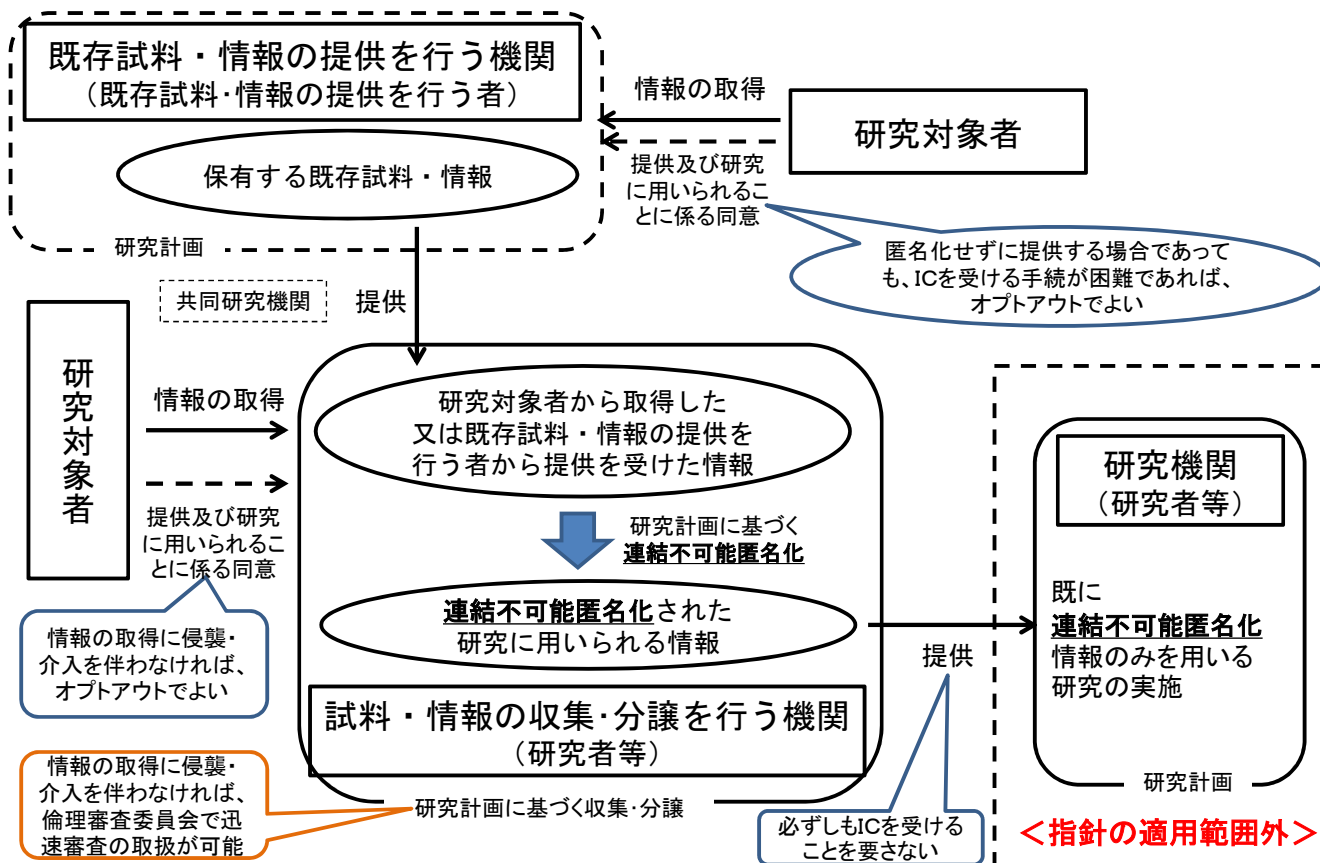 既存試料・情報の提供を行う機関
（既存試料･情報の提供を行う者）
保有する既存試料・情報
研究計画
情報の取得
研究対象者
提供及び研究
に用いられるこ
とに係る同意
匿名化せずに提供する場合であって
も、ICを受ける手続が困難であれば、
オプトアウトでよい
共同研究機関
提供
研究対象者
情報の取得
提供及び研究
に用いられるこ
とに係る同意
情報の取得に侵襲・
介入を伴わなければ、
オプトアウトでよい
情報の取得に侵襲・
介入を伴わなければ、
倫理審査委員会で迅
速審査の取扱が可能
研究対象者から取得した
又は既存試料・情報の提供を
行う者から提供を受けた情報
研究計画に基づく
連結不可能匿名化
連結不可能匿名化された
研究に用いられる情報
試料・情報の収集･分譲を行う機関
（研究者等）
研究計画に基づく収集･分譲
提供
必ずしもICを受ける
ことを要さない
研究機関
（研究者等）
既に
連結不可能匿名化
情報のみを用いる
研究の実施
研究計画
＜指針の適用範囲外＞